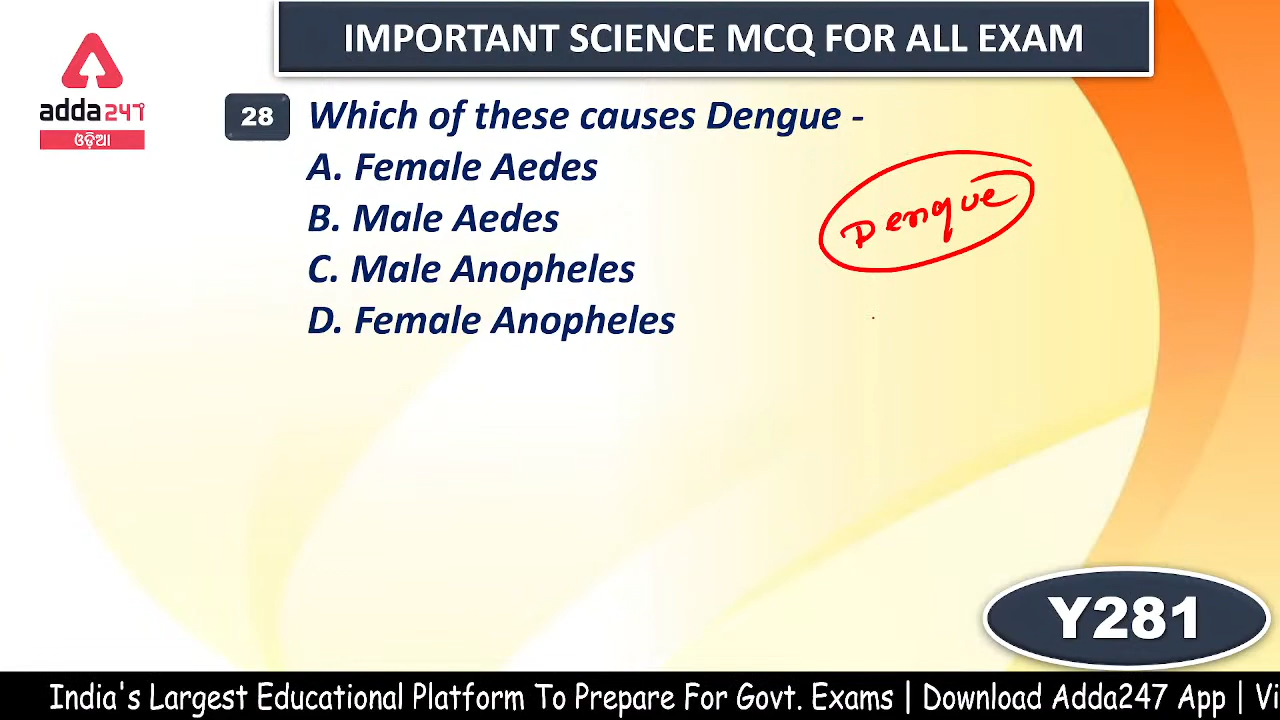 IMPORTANT SCIENCE MCQ FOR ALL EXAM
adda247
ଓଡ଼ିଆ
28 Which of these causes Dengue -
A. Female Aedes
B. Male Aedes
C. Male Anopheles
D. Female Anopheles
Dengue
Y281
India's Largest Educational Platform To Prepare For Govt. Exams | Download Adda247 App | Vi